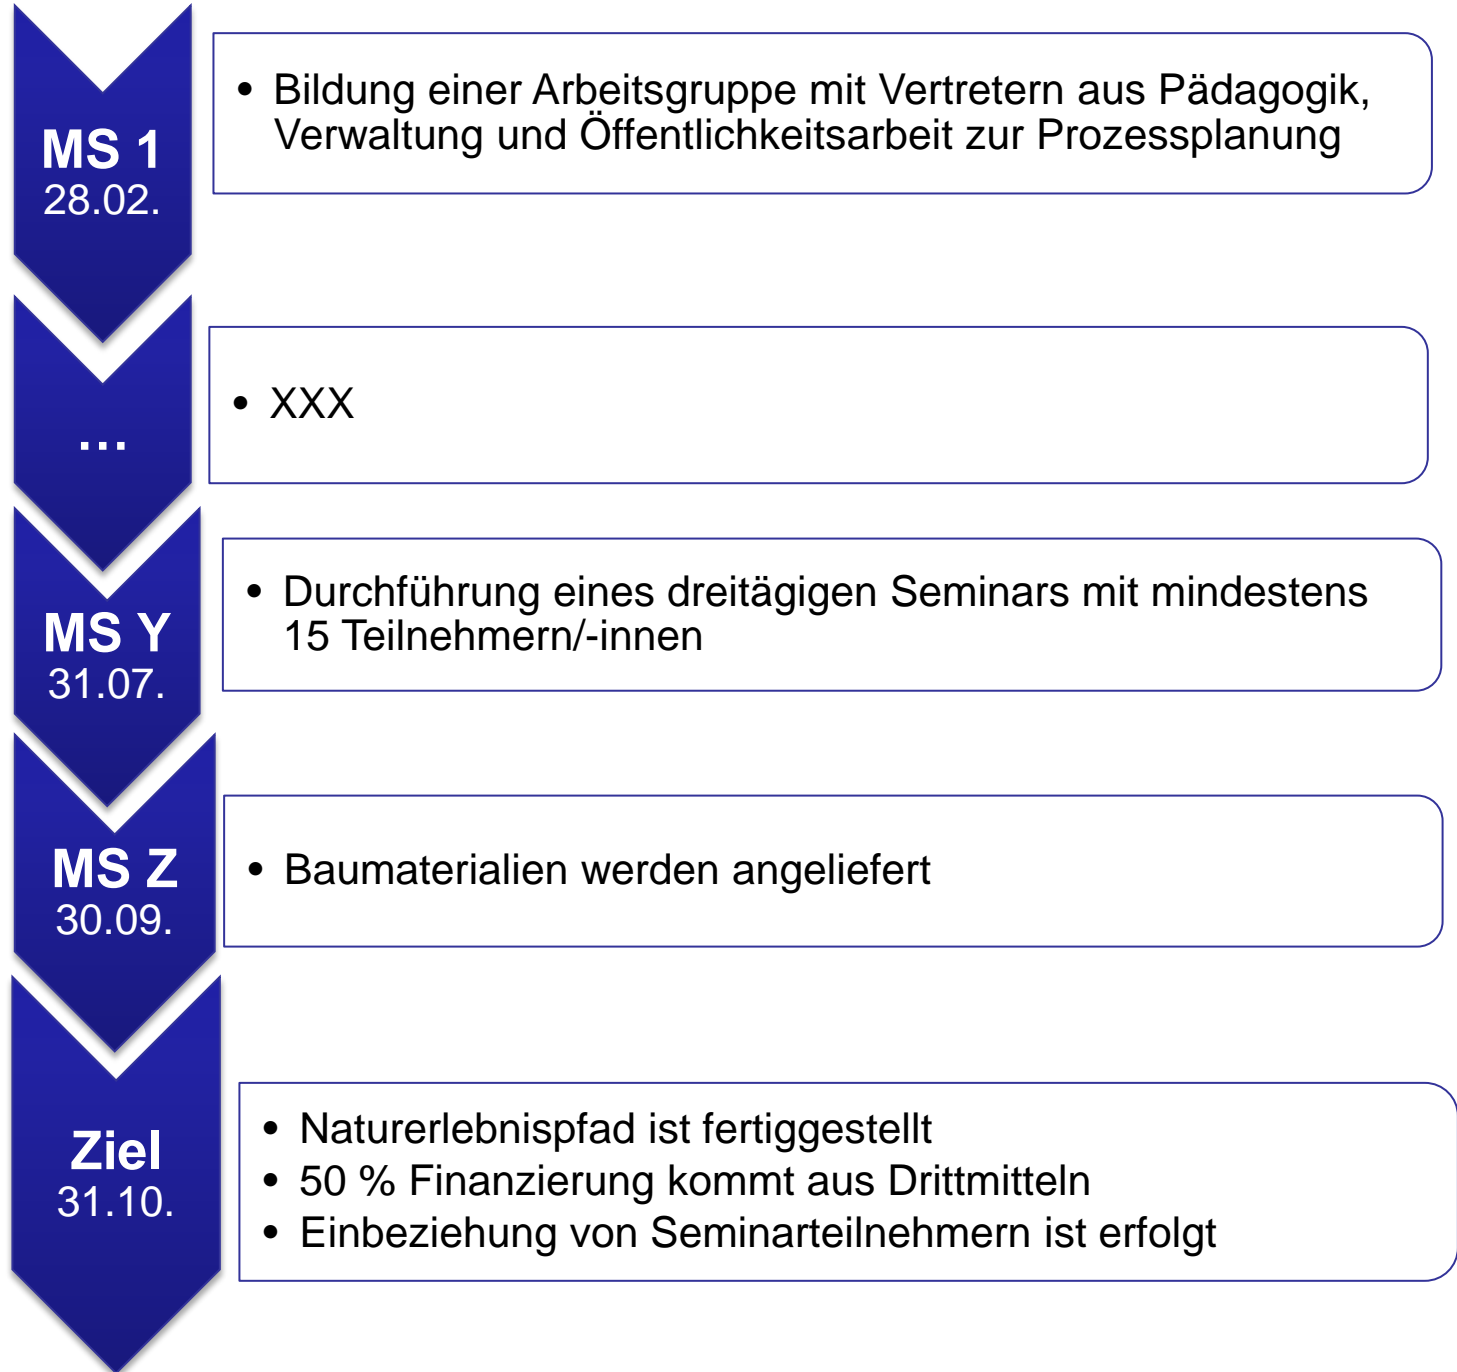 MS 1
28.02.
• Bildung einer Arbeitsgruppe mit Vertretern aus Pädagogik,
Verwaltung und Öffentlichkeitsarbeit zur Prozessplanung
...
• XXX
MS Y
31.07.
• Durchführung eines dreitägigen Seminars mit mindestens
15 Teilnehmern/-innen
MS Z
30.09.
• Baumaterialien werden angeliefert
Ziel
31.10.
• Naturerlebnispfad ist fertiggestellt
• 50 % Finanzierung kommt aus Drittmitteln
• Einbeziehung von Seminarteilnehmern ist erfolgt